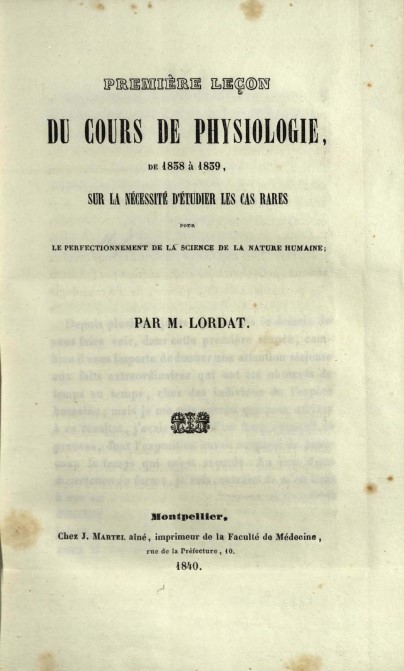 PREMIÈRE LEÇON
DU COURS DE PHYSIOLOGIE,
DE 1838 à 1839,
SUR LA NÉCESSITÉ D'ÉTUDIER LES CAS RARES
POUR
LE PERFECTIONNEMENT DE LA SCIENCE DE LA NATURE HUMAINE;
PAR M. LORDAT.
Montpellier,
Chez J. MARTEL aîné, imprimeur de la Faculté de Médecine,
rue de la Préfecture, 10.
1840.